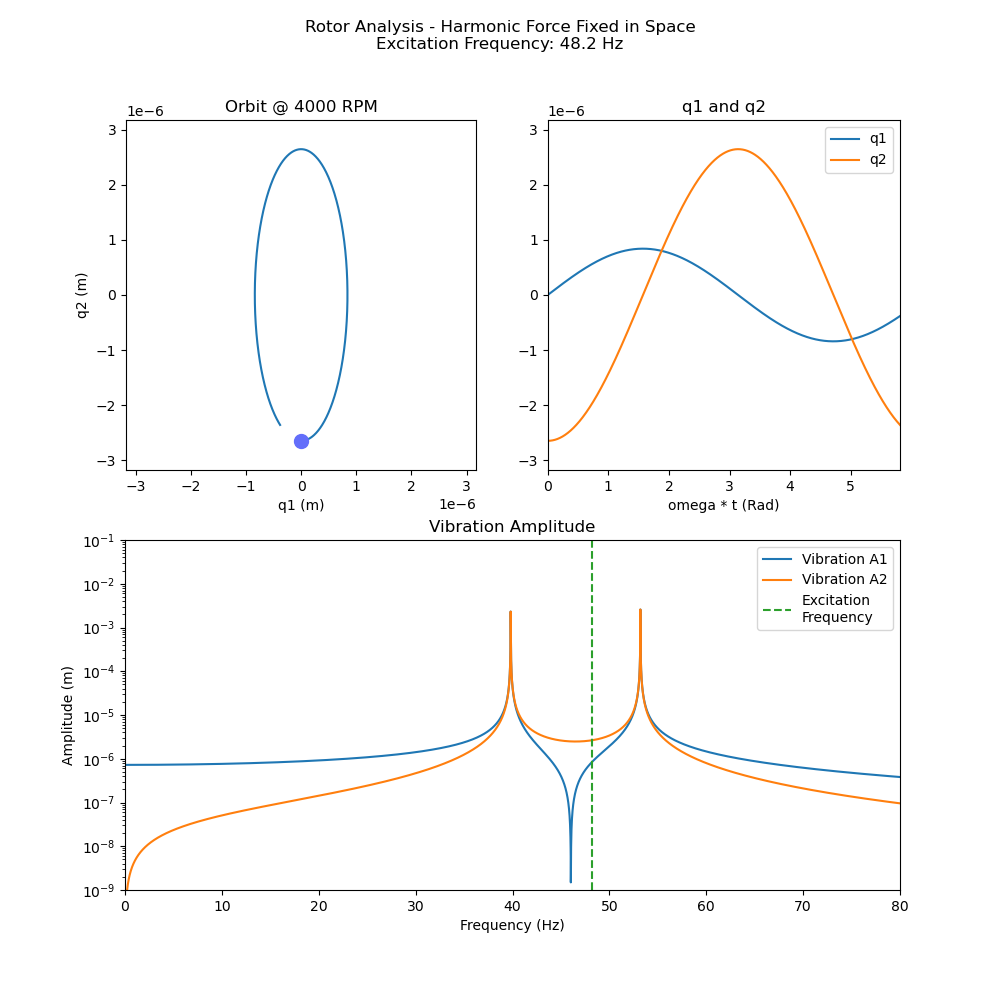 Rotor Analysis - Harmonic Force Fixed in Space
Excitation Frequency: 48.2 Hz
Orbit @ 4000 RPM
1e−6
3
2
1
0
−1
−2
−3
q2 (m)
−3
−2
−1
0
1
2
3
1e−6
q1 (m)
q1 and q2
1e−6
3
2
1
0
−1
−2
−3
q1
q2
0
1
2
3
4
5
omega * t (Rad)
Vibration Amplitude
10⁻¹
10⁻²
10⁻³
10⁻⁴
10⁻⁵
10⁻⁶
10⁻⁷
10⁻⁸
10⁻⁹
Amplitude (m)
Vibration A1
Vibration A2
Excitation
Frequency
0
10
20
30
40
50
60
70
80
Frequency (Hz)